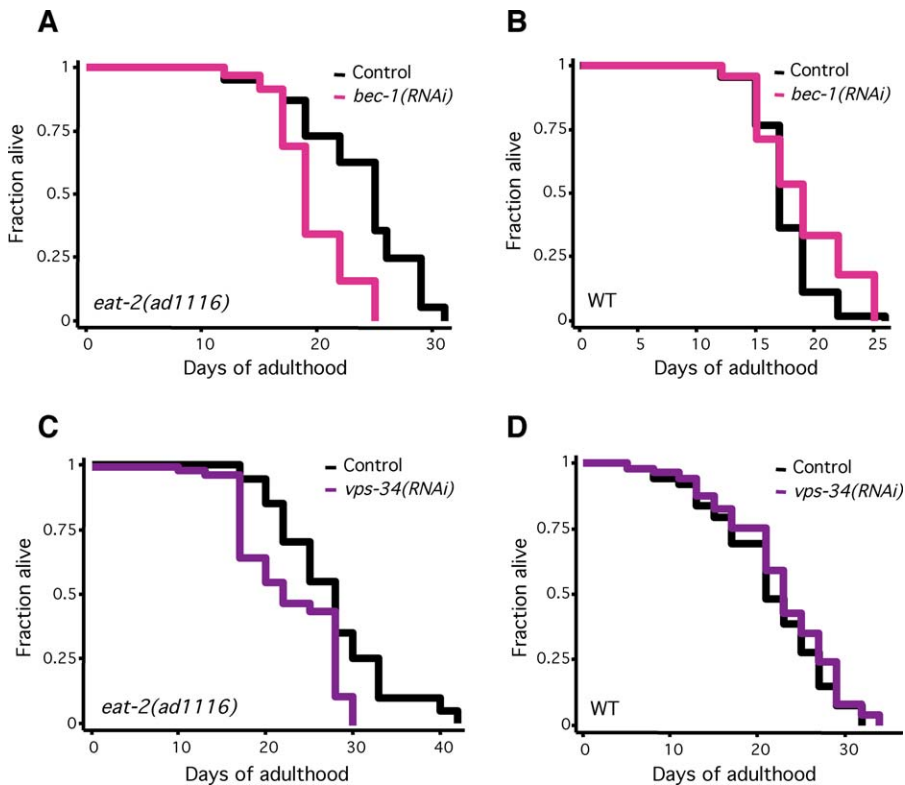 A
1
0.75
0.5
0.25
0
Fraction alive
Control
bec-1(RNAi)
eat-2(ad1116)
0
10
20
30
Days of adulthood
B
1
0.75
0.5
0.25
0
Fraction alive
Control
bec-1(RNAi)
WT
0
5
10
15
20
25
Days of adulthood
C
1
0.75
0.5
0.25
0
Fraction alive
Control
vps-34(RNAi)
eat-2(ad1116)
0
10
20
30
40
Days of adulthood
D
1
0.75
0.5
0.25
0
Fraction alive
Control
vps-34(RNAi)
WT
0
10
20
30
Days of adulthood